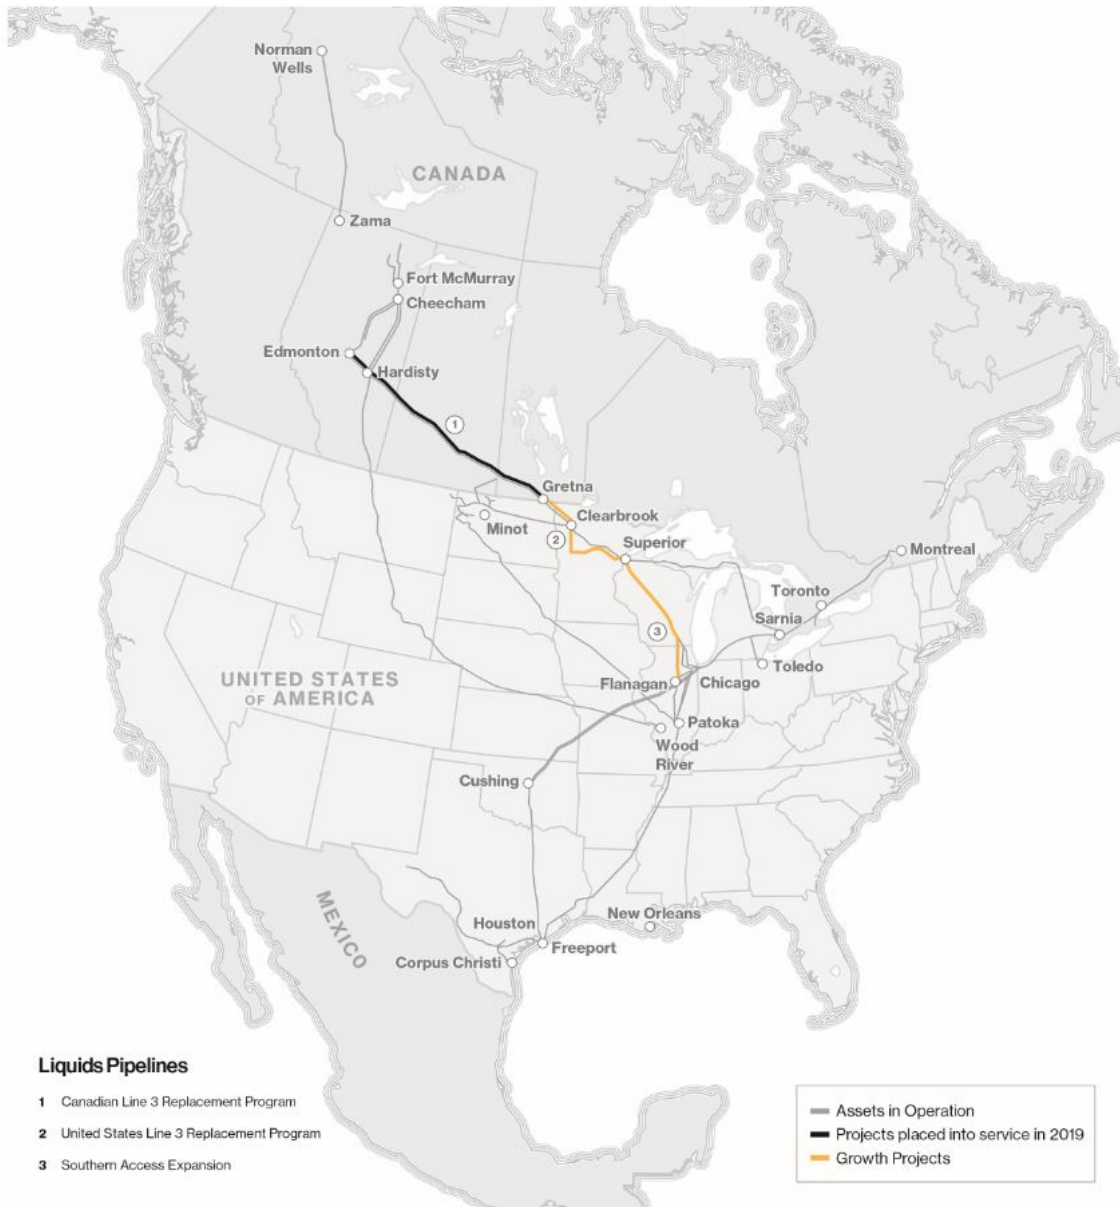 Norman
Wells
CANADA
Zama
Fort McMurray
Cheecham
Edmonton
Hardisty
1
Gretna
Clearbrook
Minot
2
Superior
Montreal
Toronto
Sarnia
3
Toledo
UNITED STATES
OF AMERICA
Flanagan
Chicago
Patoka
Wood
River
Cushing
MEXICO
New Orleans
Houston
Freeport
Corpus Christi
Liquids Pipelines
1 Canadian Line 3 Replacement Program
2 United States Line 3 Replacement Program
3 Southern Access Expansion
Assets in Operation
Projects placed into service in 2019
Growth Projects